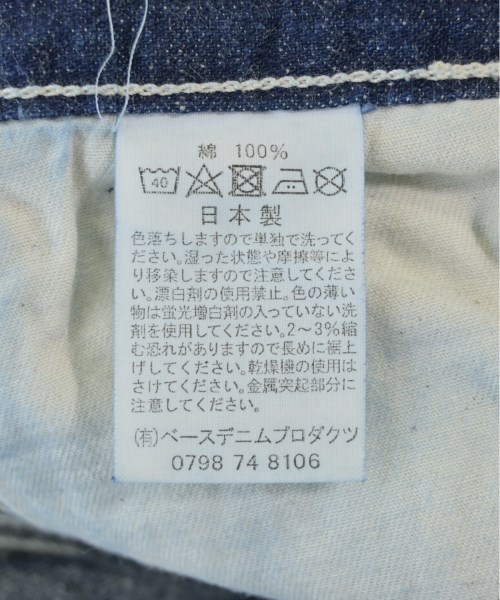 綿 100%
40
日本製
色落ちしますので単独で洗ってく
ださい。湿った状態や摩擦等によ
り移染しますので注意してくださ
い。漂白剤の使用禁止。色の薄い
物は蛍光増白剤の入っていない洗
剤を使用してください。2～3%縮
む恐れがありますので長めに裾上
げしてください。乾燥機の使用は
さけてください。金属突起部分に
注意してください。
(有)ベースデニムプロダクツ
0798 74 8106